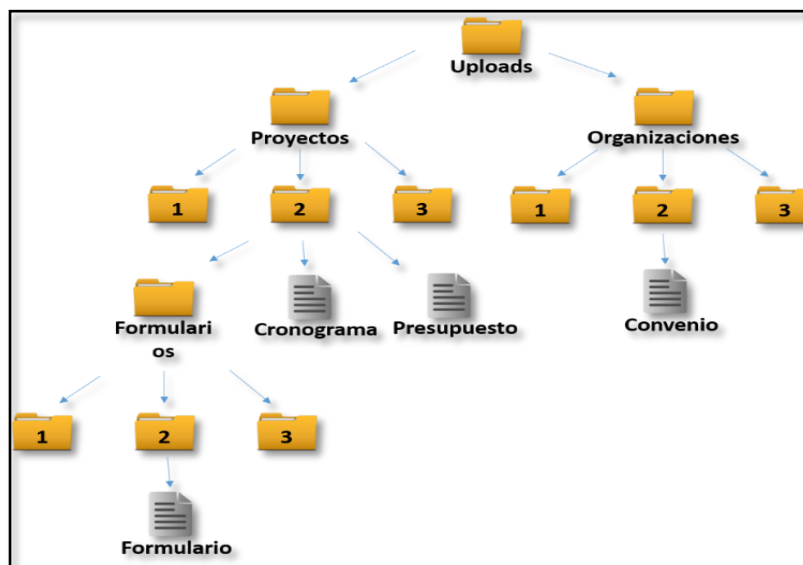 Uploads
Proyectos
Organizaciones
1
2
3
1
2
3
Formulari
os
Cronograma
Presupuesto
Convenio
1
2
3
Formulario